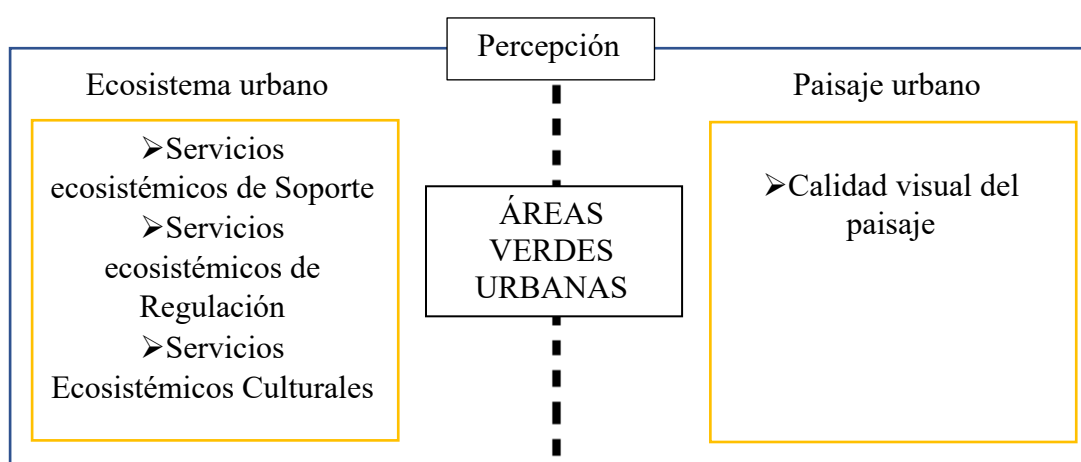 Percepción
Ecosistema urbano
➢Servicios
ecosistémicos de Soporte
➢Servicios
ecosistémicos de
Regulación
➢Servicios
Ecosistémicos Culturales
ÁREAS
VERDES
URBANAS
Paisaje urbano
➢Calidad visual del
paisaje